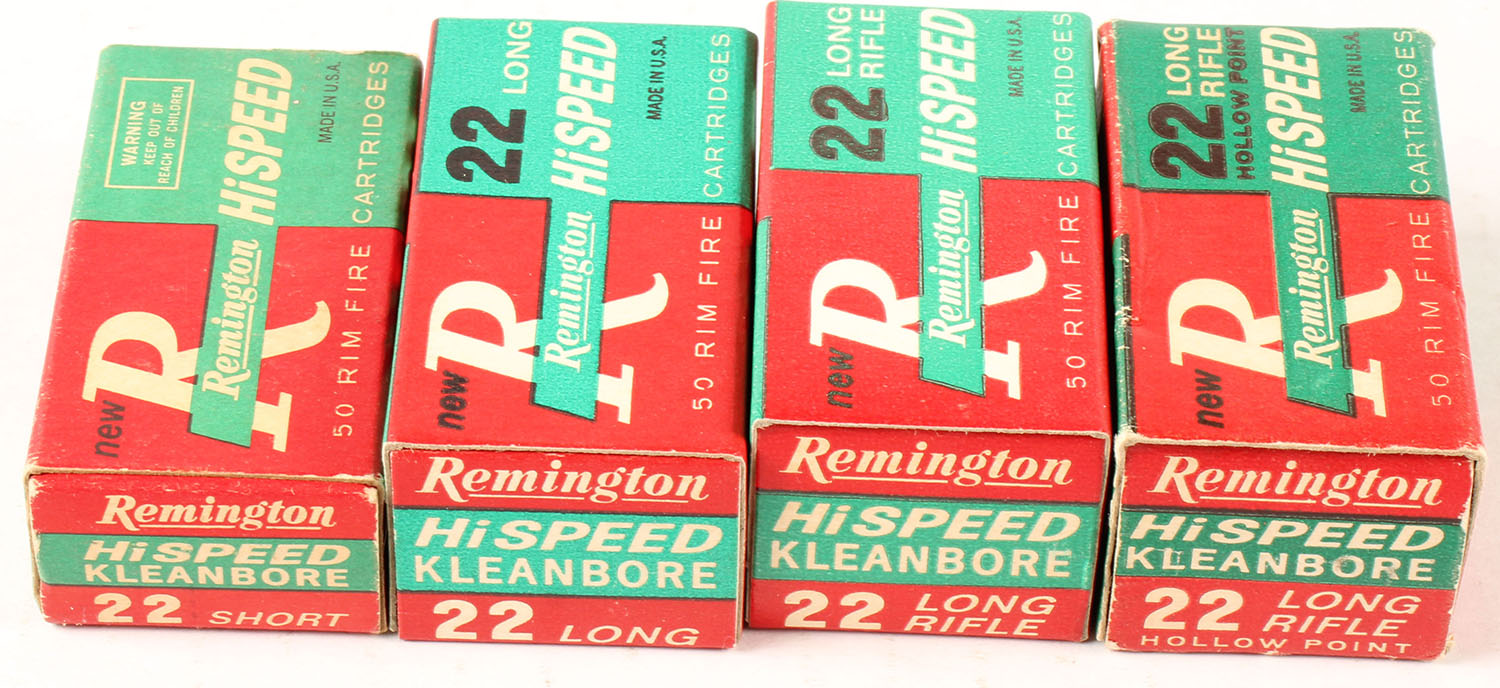 WARNING
KEEP OUT OF
REACH OF CHILDREN
MADE IN U.S.A.
HiSPEED
Remington
new R
50 RIM FIRE CARTRIDGES
Remington
HiSPEED
KLEANBORE
22 SHORT
22 LONG
MADE IN U.S.A.
HiSPEED
Remington
new R
50 RIM FIRE CARTRIDGES
Remington
HiSPEED
KLEANBORE
22 LONG
22 LONG
RIFLE
MADE IN U.S.A.
HiSPEED
Remington
new R
50 RIM FIRE CARTRIDGES
Remington
HiSPEED
KLEANBORE
22 LONG
RIFLE
22 LONG
RIFLE
HOLLOW POINT
MADE IN U.S.A.
HiSPEED
Remington
new R
50 RIM FIRE CARTRIDGES
Remington
HiSPEED
KLEANBORE
22 LONG
RIFLE
HOLLOW POINT